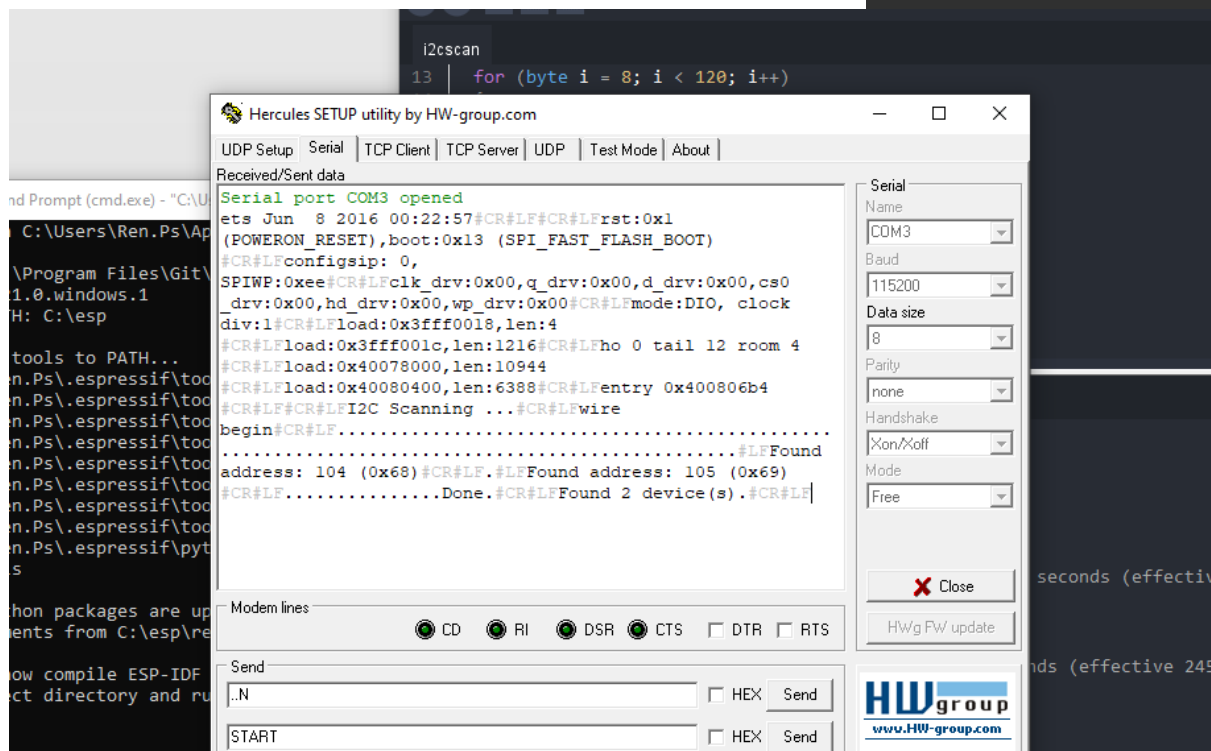 i2cscan
13 for (byte i = 8; i < 120; i++)
Hercules SETUP utility by HW-group.com
UDP Setup Serial TCP Client TCP Server UDP Test Mode About
Received/Sent data
Serial port COM3 opened
ets Jun  8 2016 00:22:57#CR#LF#CR#LFrst:0x1
(POWERON_RESET),boot:0x13 (SPI_FAST_FLASH_BOOT)
#CR#LFconfigsip: 0,
SPIWP:0xee#CR#LFclk_drv:0x00,q_drv:0x00,d_drv:0x00,cs0
_drv:0x00,hd_drv:0x00,wp_drv:0x00#CR#LFmode:DIO, clock
div:1#CR#LFload:0x3fff0018,len:4
#CR#LFload:0x3fff001c,len:1216#CR#LFho 0 tail 12 room 4
#CR#LFload:0x40078000,len:10944
#CR#LFload:0x40080400,len:6388#CR#LFentry 0x400806b4
#CR#LF#CR#LFI2C Scanning ...#CR#LFwire
begin#CR#LF...............................................
.................................................#LFFound
address: 104 (0x68)#CR#LF.#LFFound address: 105 (0x69)
#CR#LF...............Done.#CR#LFFound 2 device(s).#CR#LF
Serial
Name
COM3
Baud
115200
Data size
8
Parity
none
Handshake
Xon/Xoff
Mode
Free
Close
HWg FW update
Modem lines
CD RI DSR CTS DTR RTS
Send
..N HEX Send
START HEX Send
HW group
www.HW-group.com
nd Prompt (cmd.exe) - "C:\U
C:\Users\Ren.Ps\Ap
\Program Files\Git\
1.0.windows.1
H: C:\esp
tools to PATH...
en.Ps\.espressif\too
en.Ps\.espressif\too
en.Ps\.espressif\too
en.Ps\.espressif\too
en.Ps\.espressif\too
en.Ps\.espressif\too
en.Ps\.espressif\too
en.Ps\.espressif\pyt
s
thon packages are up
ments from C:\esp\re
ow compile ESP-IDF
ect directory and ru
seconds (effectiv
nds (effective 245